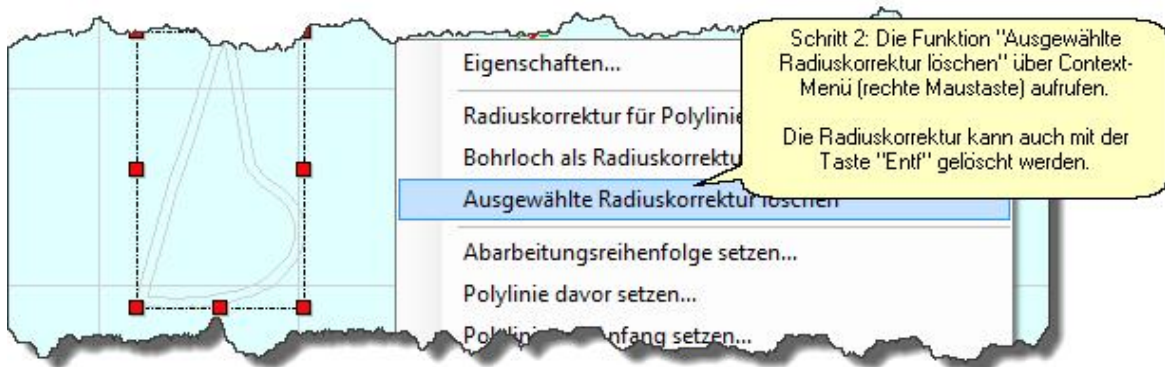 Eigenschaften...
Radiuskorrektur für Polylinie
Bohrloch als Radiuskorrektu
Ausgewählte Radiuskorrektur löschen
Abarbeitungsreihenfolge setzen...
Polylinie davor setzen...
setzen...
Schritt 2: Die Funktion "Ausgewählte
Radiuskorrektur löschen" über Context-
Menü (rechte Maustaste) aufrufen.
Die Radiuskorrektur kann auch mit der
Taste "Entf" gelöscht werden.